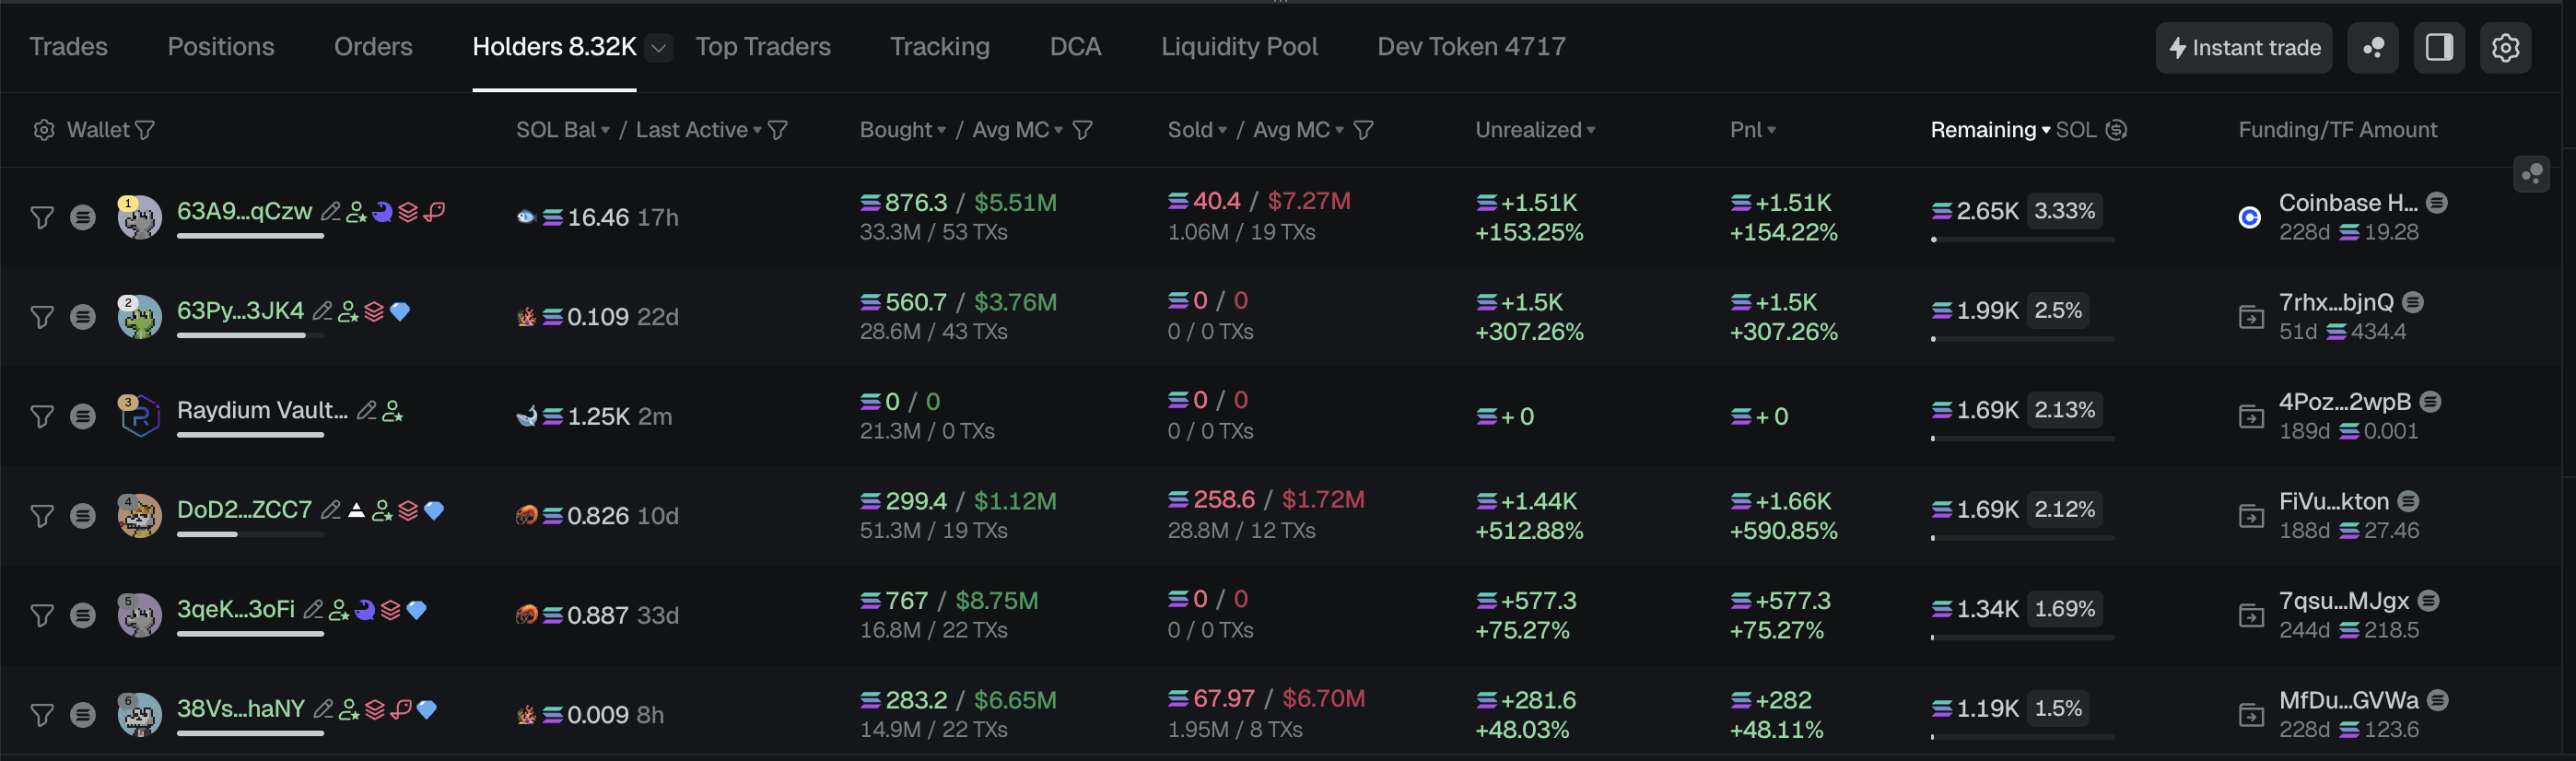 Trades Positions Orders Holders 8.32K Top Traders Tracking DCA Liquidity Pool Dev Token 4717 Instant trade
Wallet SOL Bal / Last Active Bought / Avg MC Sold / Avg MC Unrealized Pnl Remaining SOL Funding/TF Amount
1 63A9...qCzw 16.46 17h 876.3 / $5.51M 40.4 / $7.27M +1.51K +1.51K 2.65K 3.33% Coinbase H...
33.3M / 53 TXs 1.06M / 19 TXs +153.25% +154.22% 228d 19.28
2 63Py...3JK4 0.109 22d 560.7 / $3.76M 0 / 0 +1.5K +1.5K 1.99K 2.5% 7rhx...bjnQ
28.6M / 43 TXs 0 / 0 TXs +307.26% +307.26% 51d 434.4
3 Raydium Vault... 1.25K 2m 0 / 0 0 / 0 + 0 + 0 1.69K 2.13% 4Poz...2wpB
21.3M / 0 TXs 0 / 0 TXs 189d 0.001
4 DoD2...ZCC7 0.826 10d 299.4 / $1.12M 258.6 / $1.72M +1.44K +1.66K 1.69K 2.12% FiVu...kton
51.3M / 19 TXs 28.8M / 12 TXs +512.88% +590.85% 188d 27.46
5 3qeK...3oFi 0.887 33d 767 / $8.75M 0 / 0 +577.3 +577.3 1.34K 1.69% 7qsu...MJgx
16.8M / 22 TXs 0 / 0 TXs +75.27% +75.27% 244d 218.5
6 38Vs...haNY 0.009 8h 283.2 / $6.65M 67.97 / $6.70M +281.6 +282 1.19K 1.5% MfDu...GVWa
14.9M / 22 TXs 1.95M / 8 TXs +48.03% +48.11% 228d 123.6